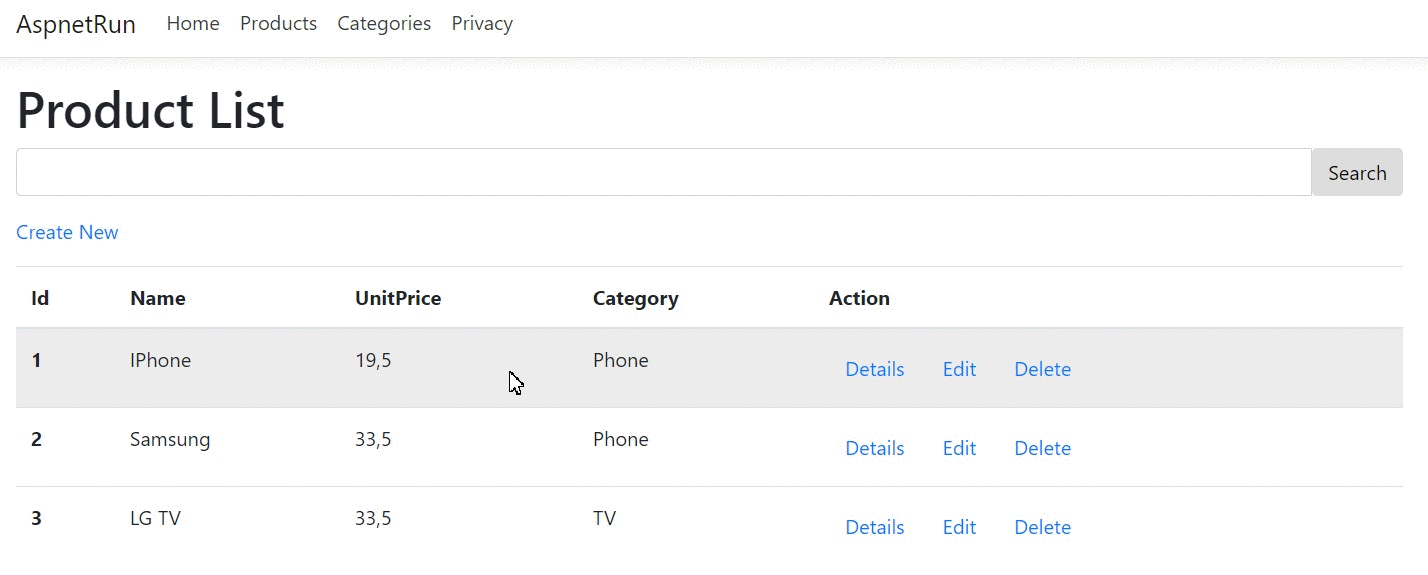 AspnetRun Home Products Categories Privacy
Product List
Search
Create New
Id Name UnitPrice Category Action
1 IPhone 19,5 Phone Details Edit Delete
2 Samsung 33,5 Phone Details Edit Delete
3 LG TV 33,5 TV Details Edit Delete